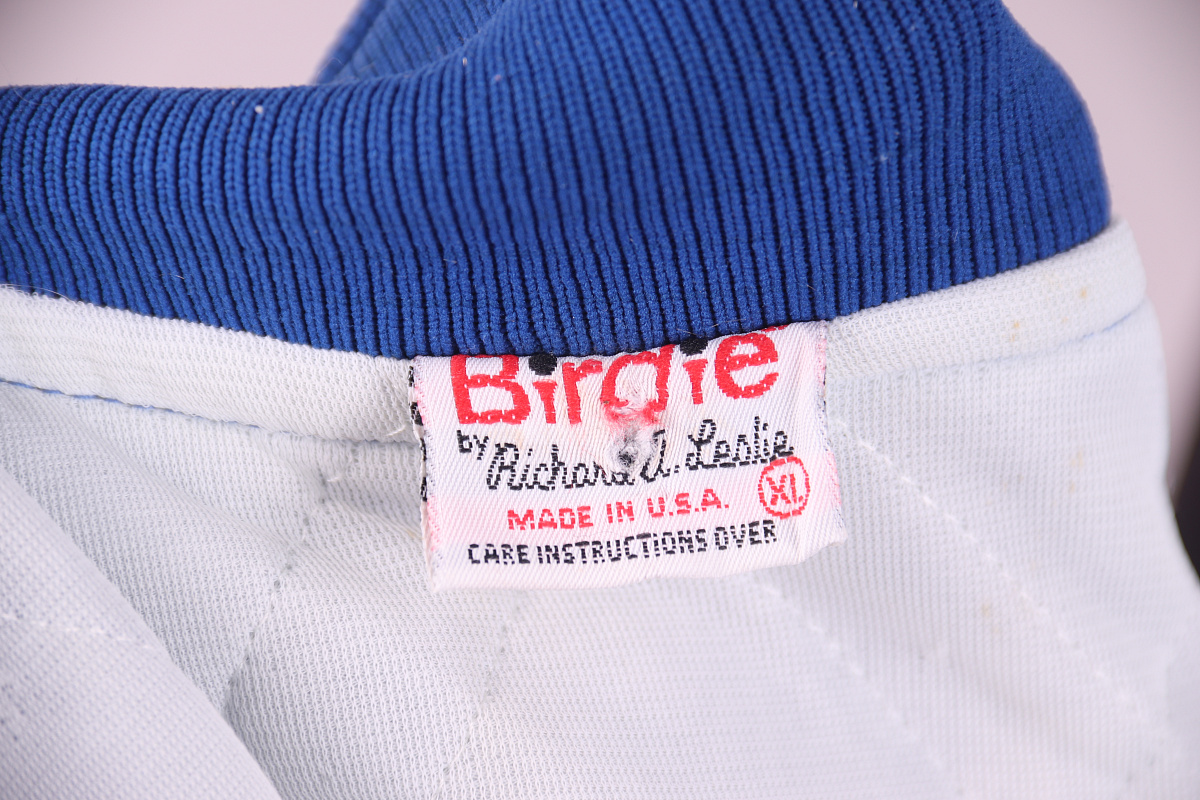 Birdie
by Richard A. Leslie
MADE IN U.S.A. XL
CARE INSTRUCTIONS OVER